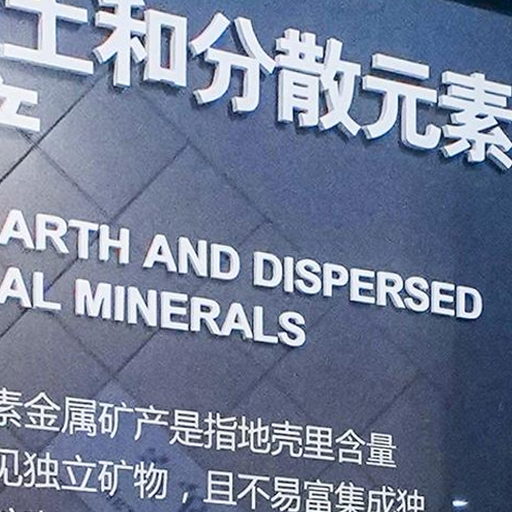 土和分散元素
产
ARTH AND DISPERSED
AL MINERALS
素金属矿产是指地壳里含量
见独立矿物，且不易富集成独